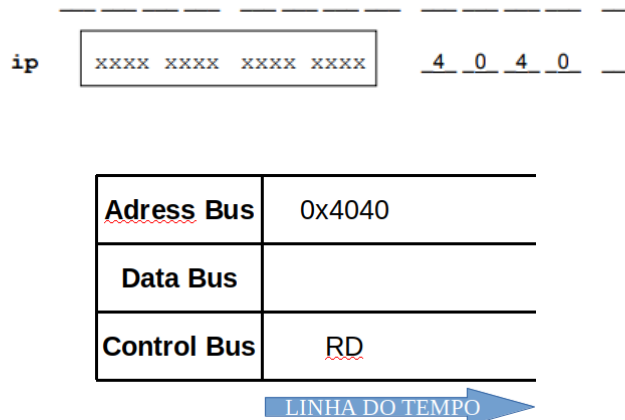 ip xxxx xxxx xxxx xxxx 4 0 4 0
Adress Bus 0x4040
Data Bus
Control Bus RD
LINHA DO TEMPO